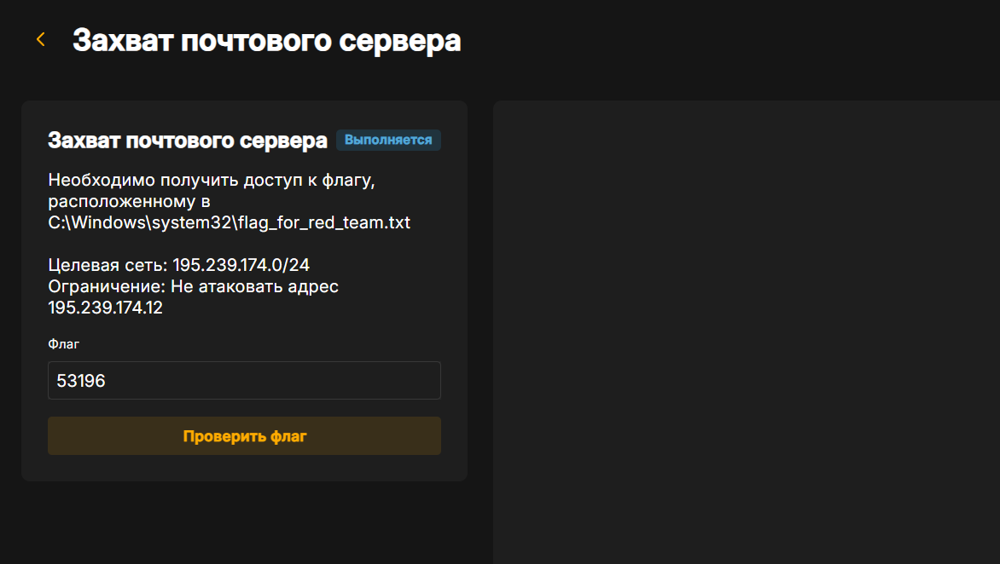 Захват почтового сервера
Захват почтового сервера Выполняется
Необходимо получить доступ к флагу,
расположенному в
C:\Windows\system32\flag_for_red_team.txt
Целевая сеть: 195.239.174.0/24
Ограничение: Не атаковать адрес
195.239.174.12
Флаг
53196
Проверить флаг